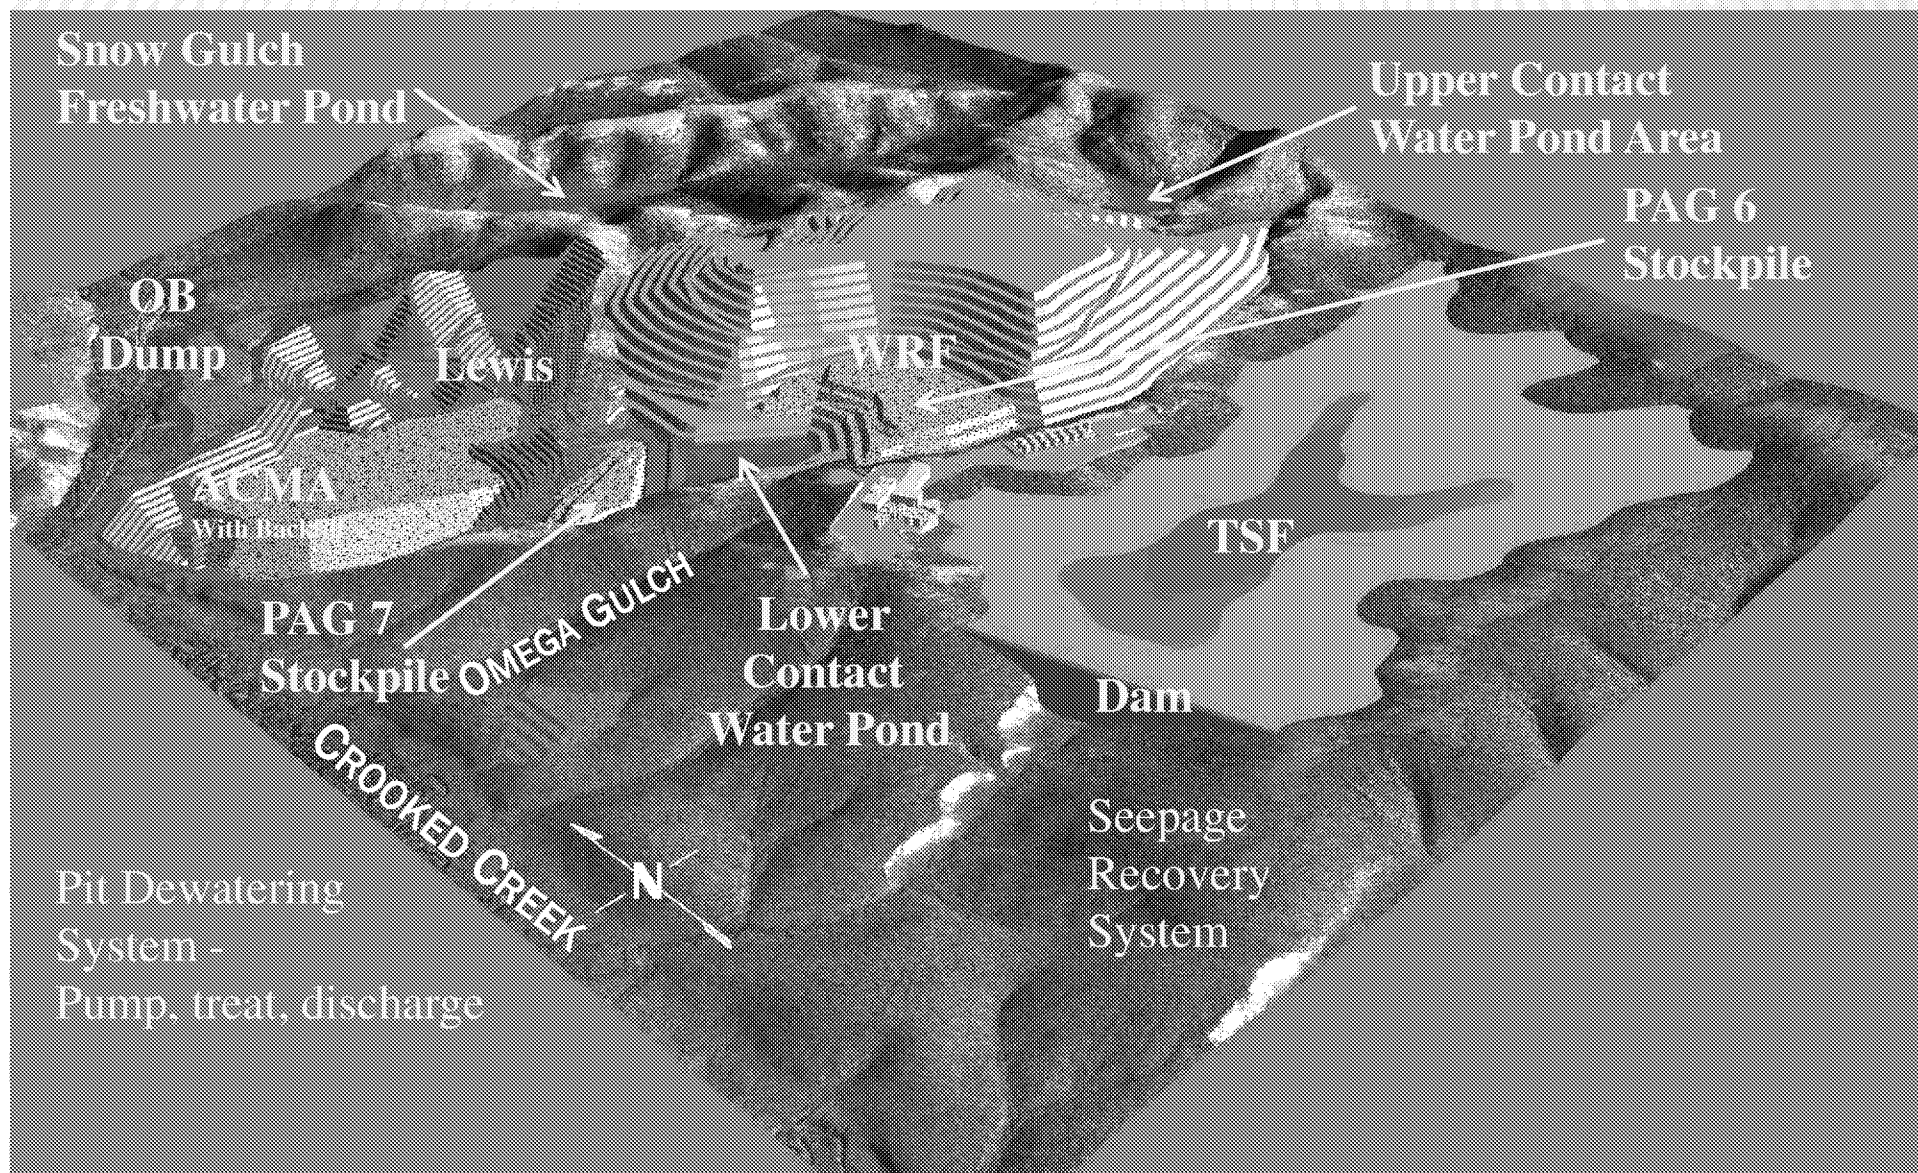 Snow Gulch
Freshwater Pond
Upper Contact
Water Pond Area
PAG 6
Stockpile
OB
Dump
Lewis
WRF
ACMA
With
TSF
PAG 7
Stockpile
OMEGA GULCH
Lower
Contact
Water Pond
Dam
CROOKED CREEK
N
Seepage
Recovery
System
Pit Dewatering
System -
Pump, treat, discharge